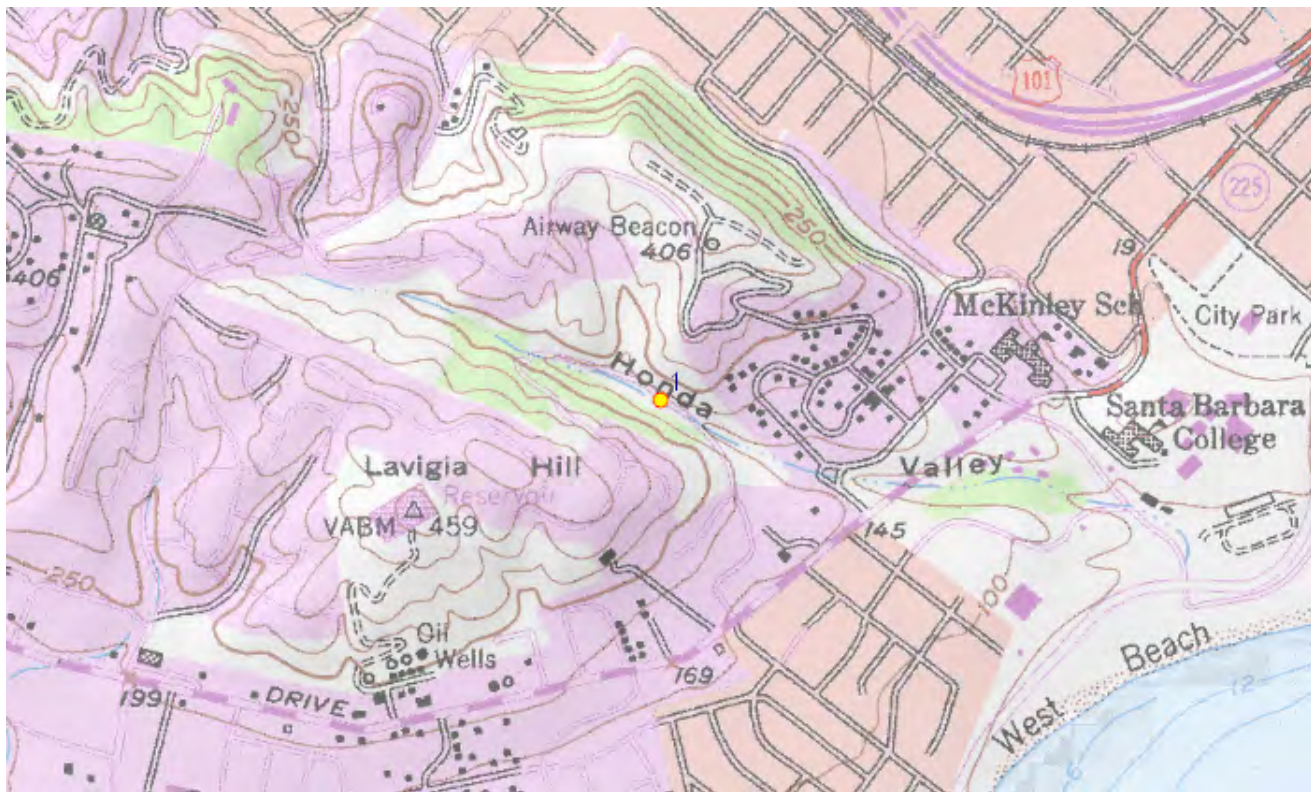 101
250
225
Airway Beacon
406
250
19
406
McKinley Sch
City Park
1
Honda
Santa Barbara
College
Valley
Lavigia Hill
Reservoir
VABM 459
145
250
100
Oil
Wells
Beach
169
12
199
DRIVE
West
6